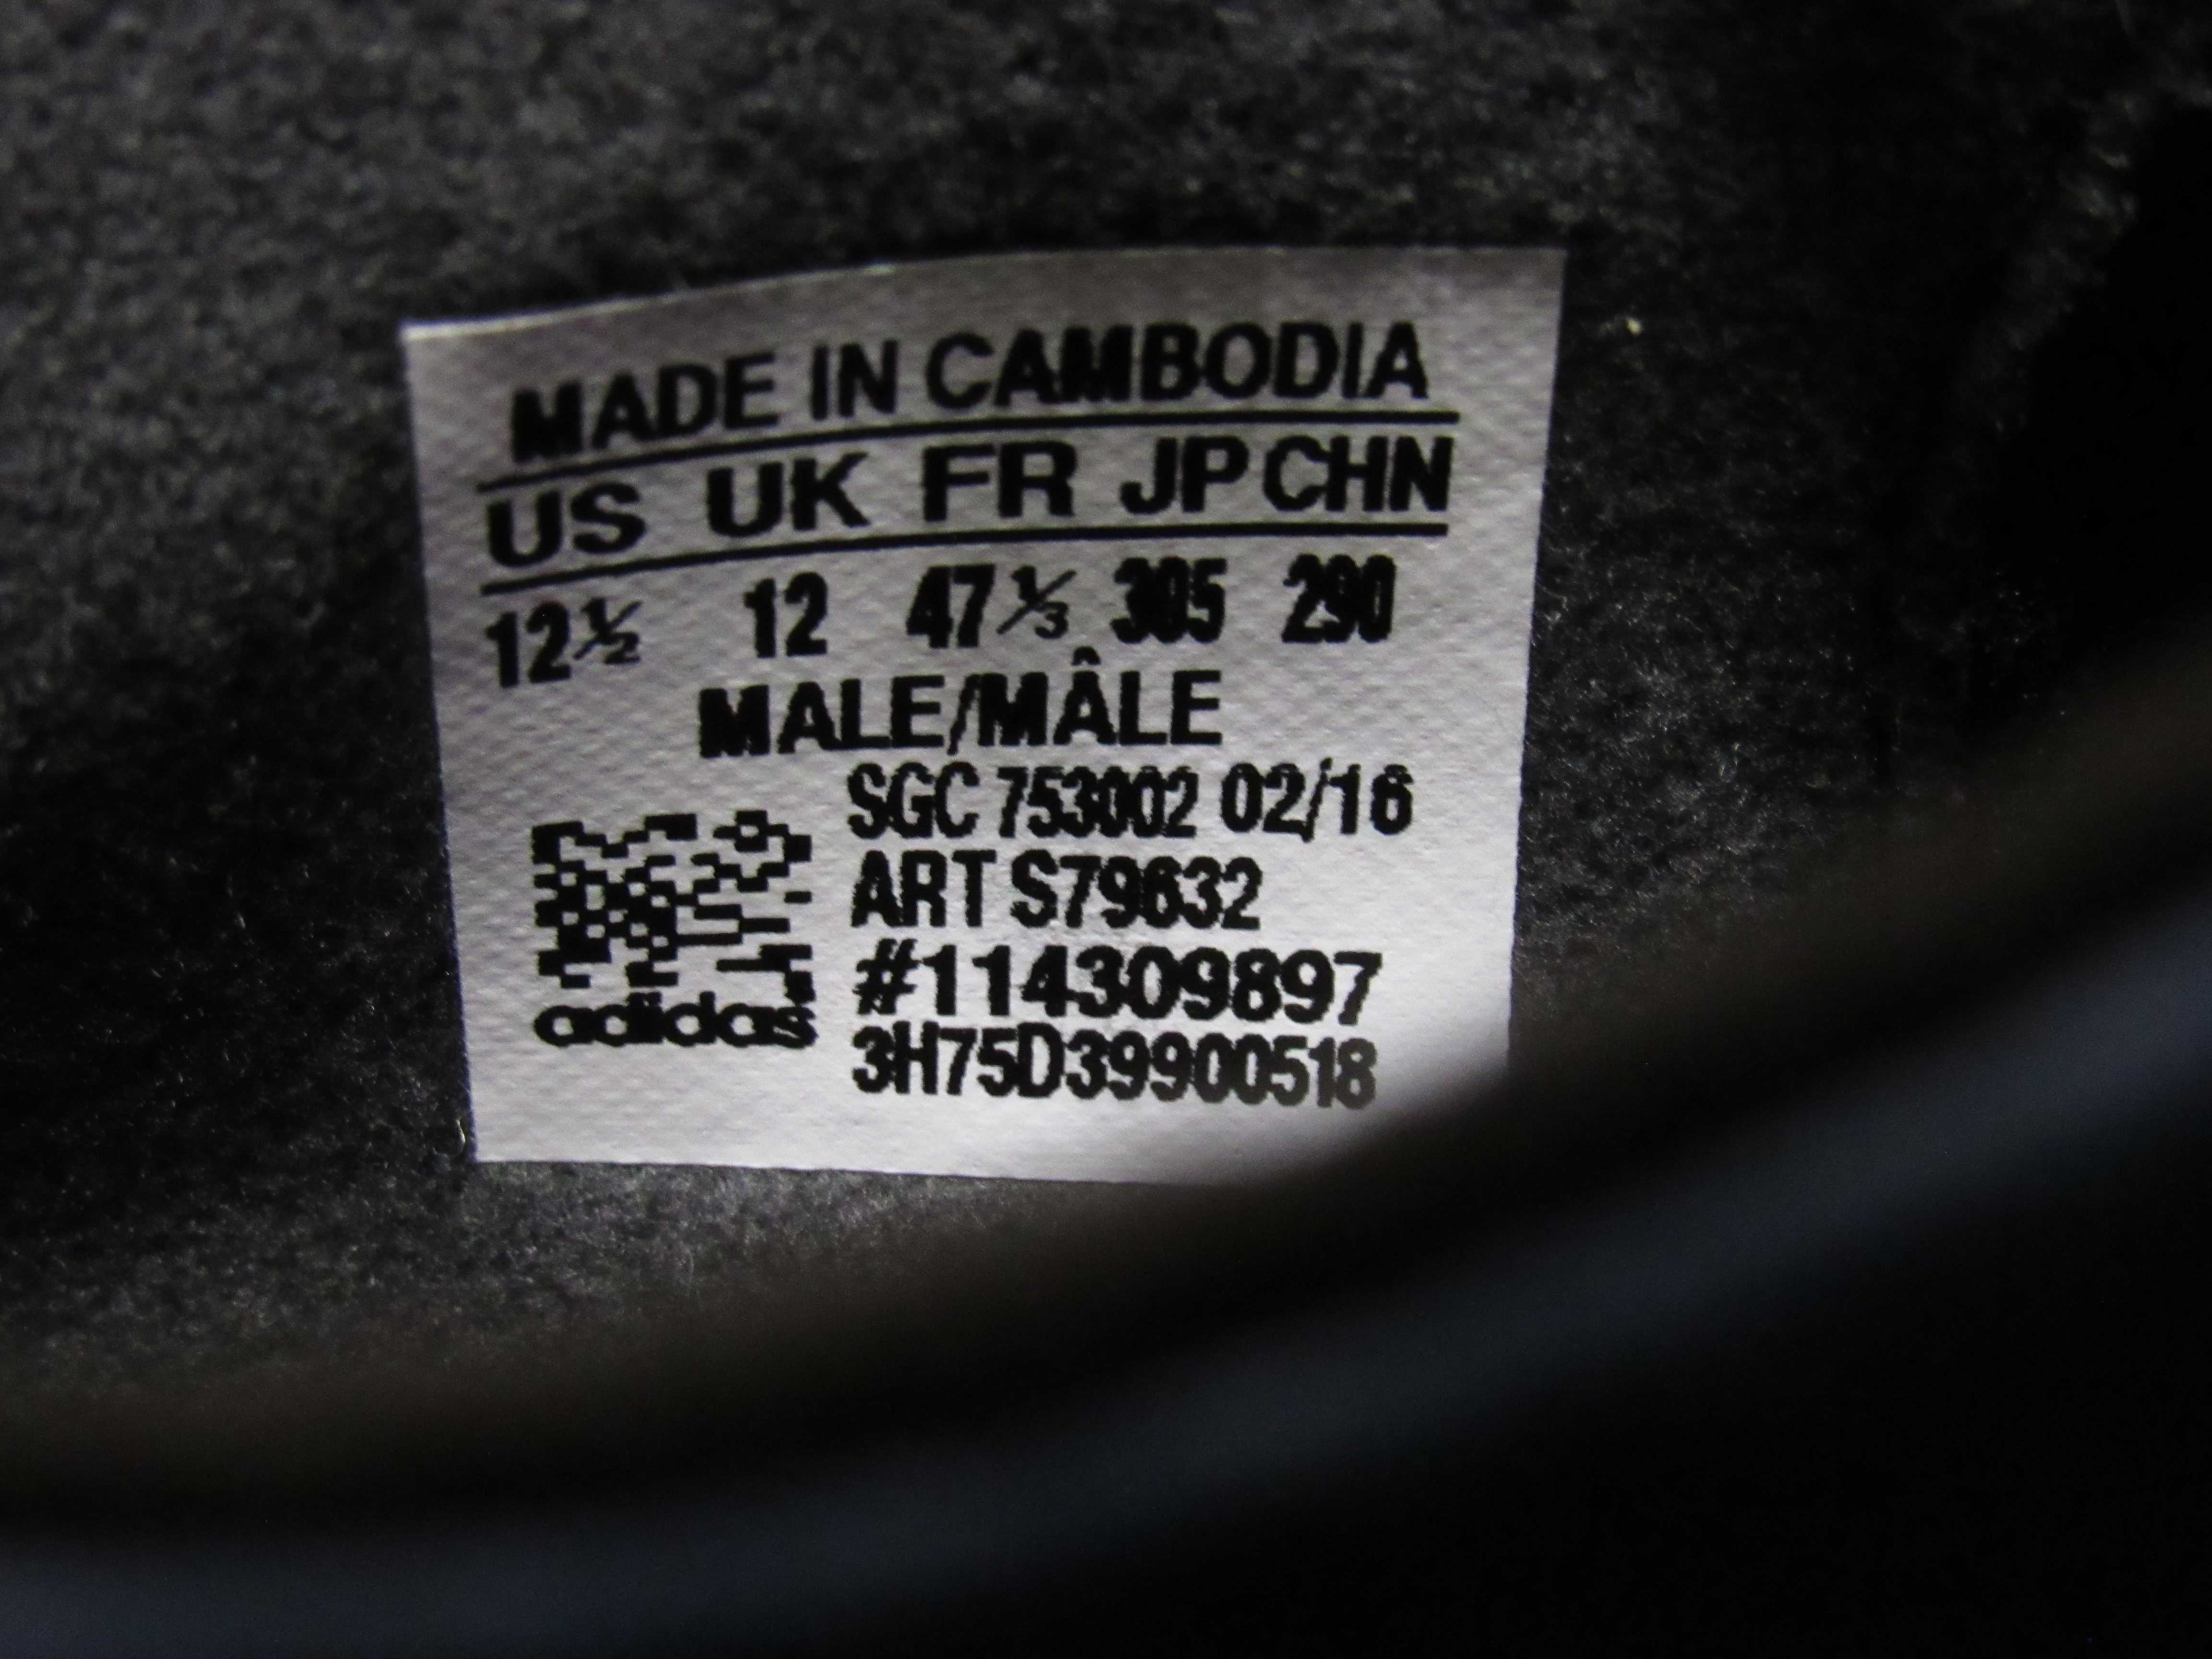 MADE IN CAMBODIA
US UK FR JP CHN
12½ 12 47⅓ 305 290
MALE/MÂLE
SGC 753002 02/16
ART S79632
#114309897
adidas
3H75D39900518